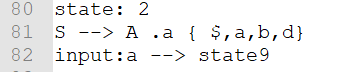 80 state: 2
81 S --> A .a { $,a,b,d}
82 input:a --> state9